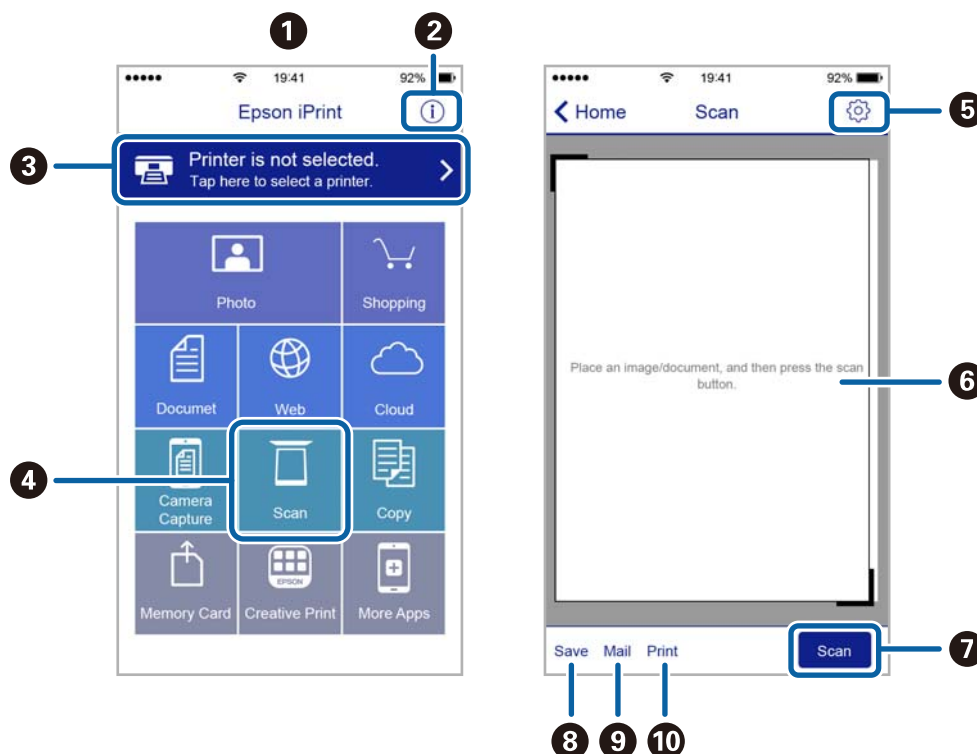 1
2
19:41
92%
Epson iPrint
3
Printer is not selected.
Tap here to select a printer.
Photo
Shopping
Documet
Web
Cloud
4
Camera
Capture
Scan
Copy
EPSON
Memory Card
Creative Print
More Apps
19:41
92%
Home
Scan
5
Place an image/document, and then press the scan
button.
6
Save Mail Print
Scan
7
8
9
10